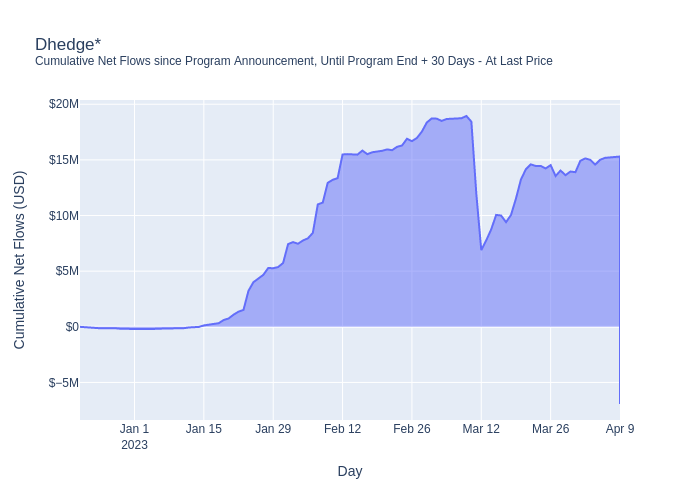 Dhedge*
Cumulative Net Flows since Program Announcement, Until Program End + 30 Days - At Last Price
Cumulative Net Flows (USD)
$20M
$15M
$10M
$5M
$0
$−5M
Jan 1
2023
Jan 15
Jan 29
Feb 12
Feb 26
Mar 12
Mar 26
Apr 9
Day